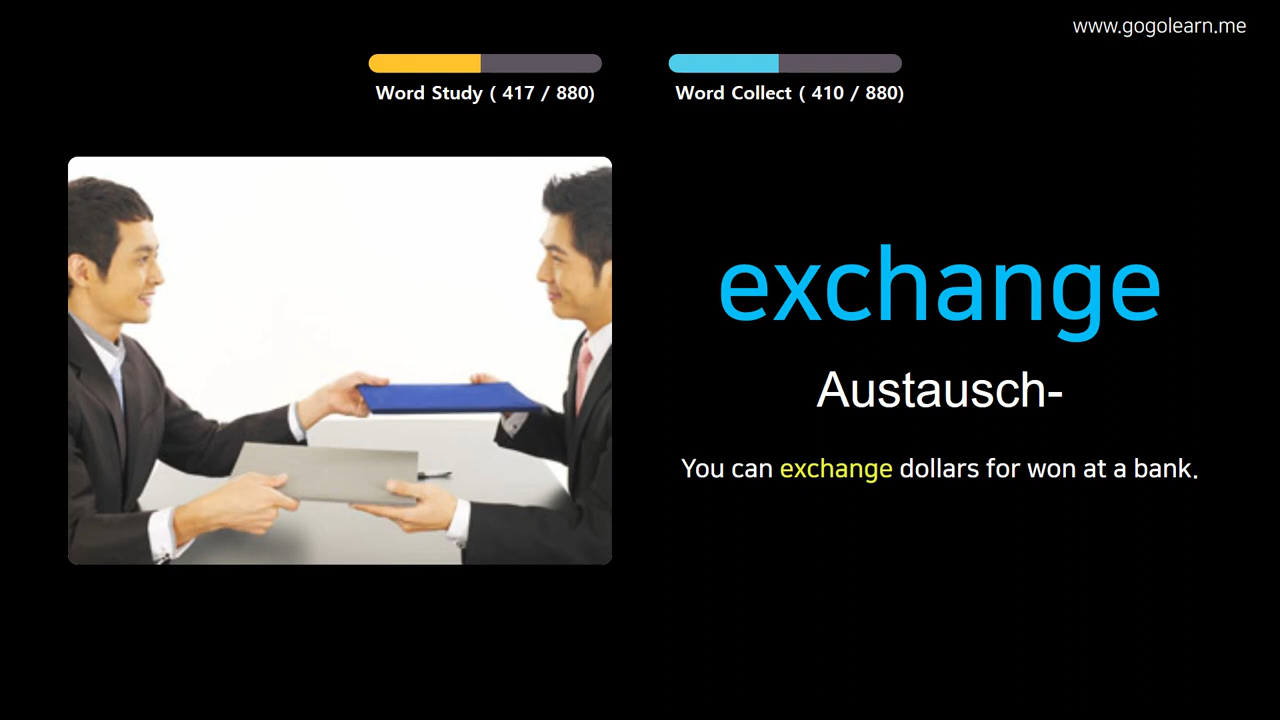 www.gogolearn.me
Word Study ( 417 / 880)
Word Collect ( 410 / 880)
exchange
Austausch-
You can exchange dollars for won at a bank.